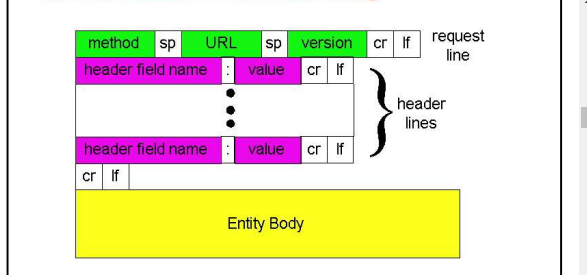 method sp URL sp version cr lf request line
header field name : value cr lf
header lines
header field name : value cr lf
cr lf
Entity Body